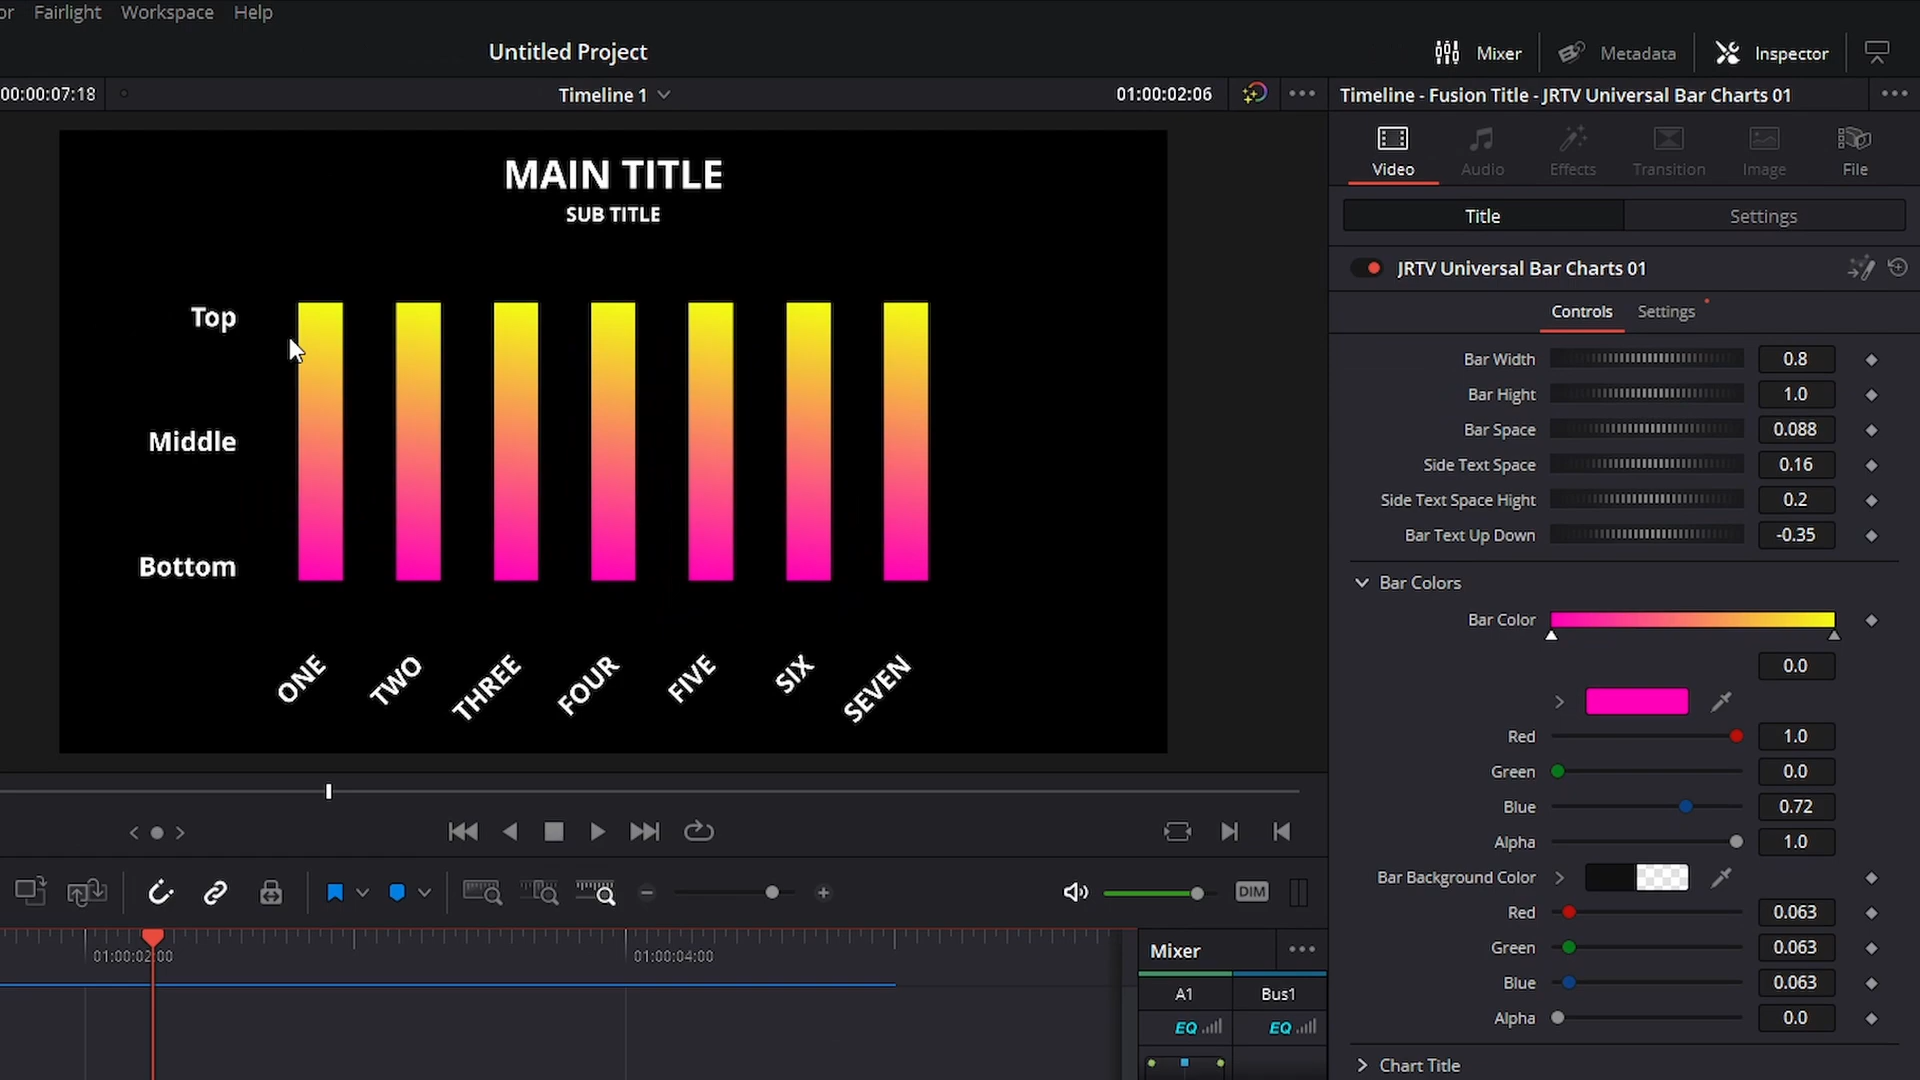 or Fairlight Workspace Help
Untitled Project
Mixer Metadata Inspector
00:00:07:18 Timeline 1 01:00:02:06
Timeline - Fusion Title - JRTV Universal Bar Charts 01
Video Audio Effects Transition Image File
Title Settings
JRTV Universal Bar Charts 01
Controls Settings
MAIN TITLE
SUB TITLE
Top
Middle
Bottom
ONE TWO THREE FOUR FIVE SIX SEVEN
Bar Width 0.8
Bar Hight 1.0
Bar Space 0.088
Side Text Space 0.16
Side Text Space Hight 0.2
Bar Text Up Down -0.35
Bar Colors
Bar Color
0.0
Red 1.0
Green 0.0
Blue 0.72
Alpha 1.0
Bar Background Color
Red 0.063
Green 0.063
Blue 0.063
Alpha 0.0
Chart Title
DIM
01:00:02:00 01:00:04:00
Mixer
A1 Bus1
EQ EQ